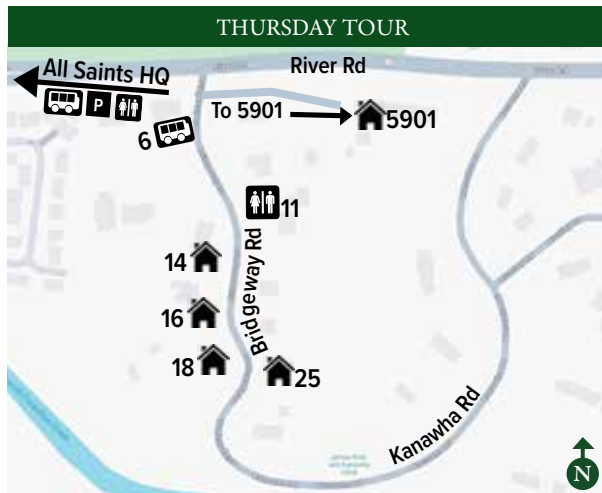 THURSDAY TOUR
All Saints HQ
River Rd
P
To 5901
5901
6
11
14
Bridgeway Rd
16
18
25
Kanawha Rd
N